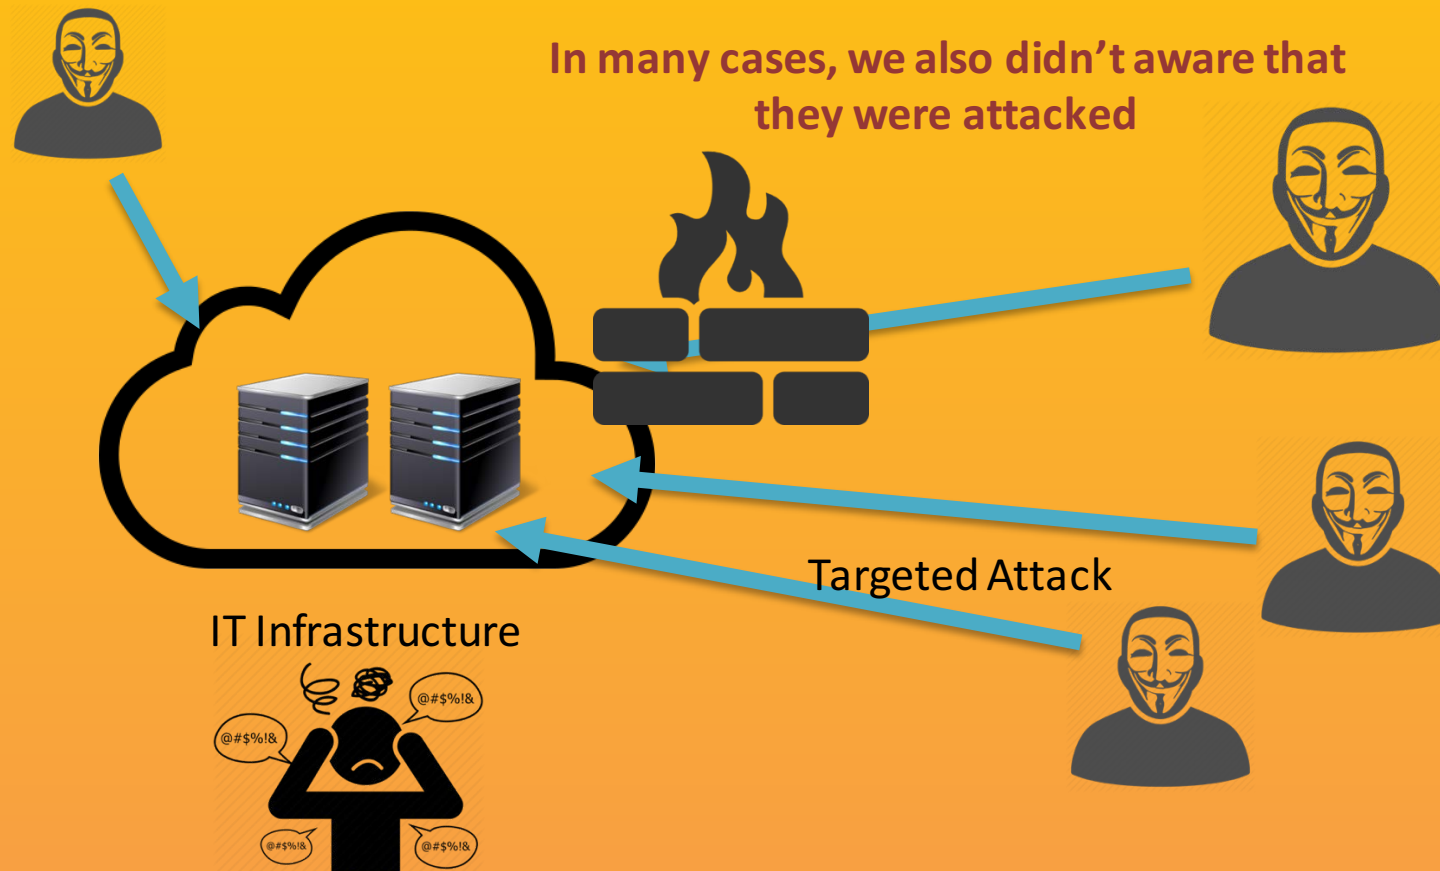 In many cases, we also didn’t aware that
they were attacked
Targeted Attack
IT Infrastructure
@#$%!&
@#$%!&
@#$%!&
@#$%!&